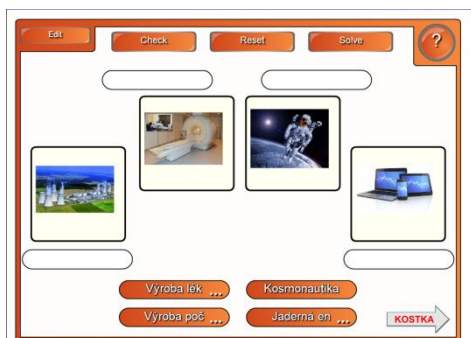 Edit Check Reset Solve ?
Výroba lék ...
Kosmonautika
Výroba poč ...
Jaderná en ...
KOSTKA